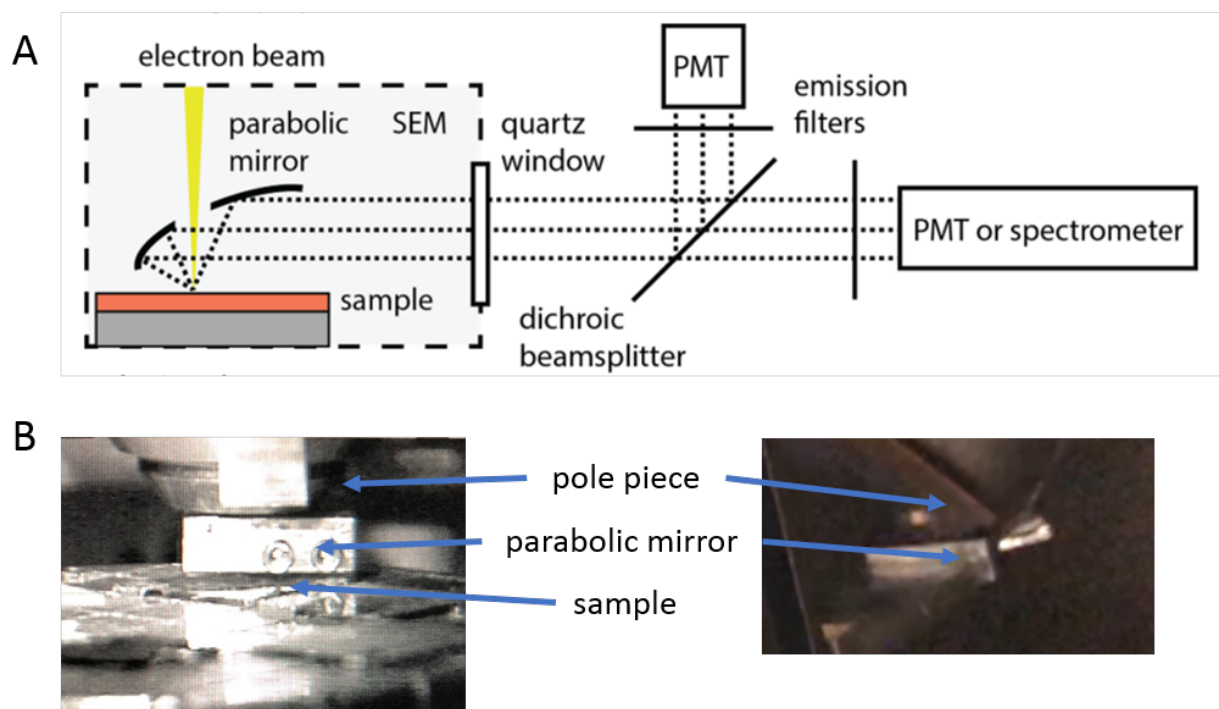 A
electron beam
parabolic
mirror
SEM
quartz
window
PMT
emission
filters
PMT or spectrometer
sample
dichroic
beamsplitter
B
pole piece
parabolic mirror
sample